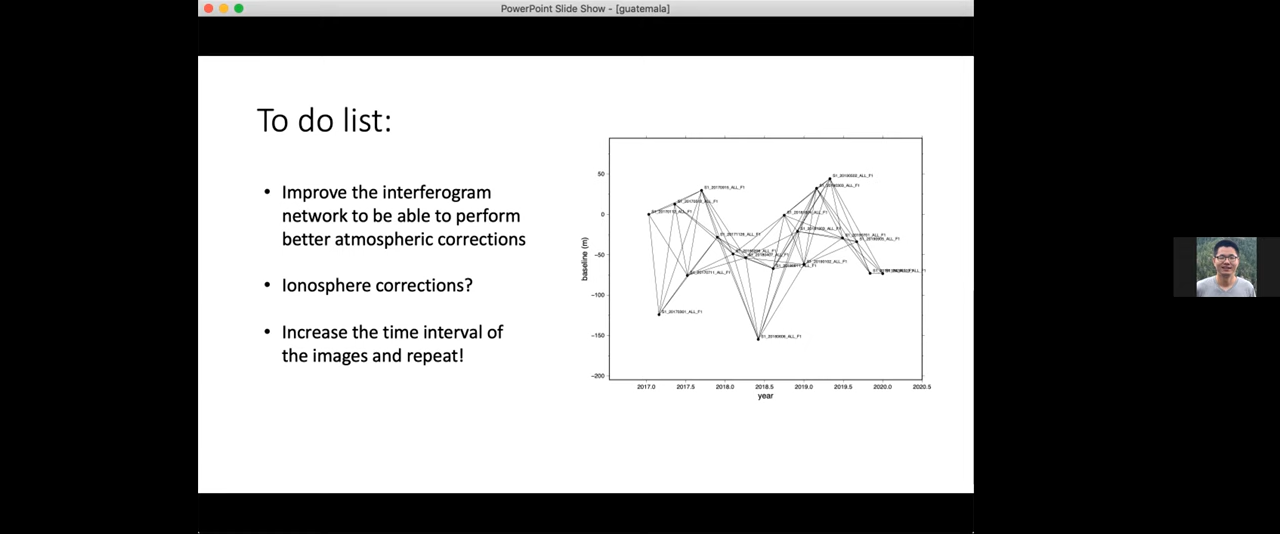 PowerPoint Slide Show - [guatemala]
To do list:
• Improve the interferogram
network to be able to perform
better atmospheric corrections
• Ionosphere corrections?
• Increase the time interval of
the images and repeat!
50
0
−50
−100
−150
−200
baseline (m)
2017.0 2017.5 2018.0 2018.5 2019.0 2019.5 2020.0 2020.5
year